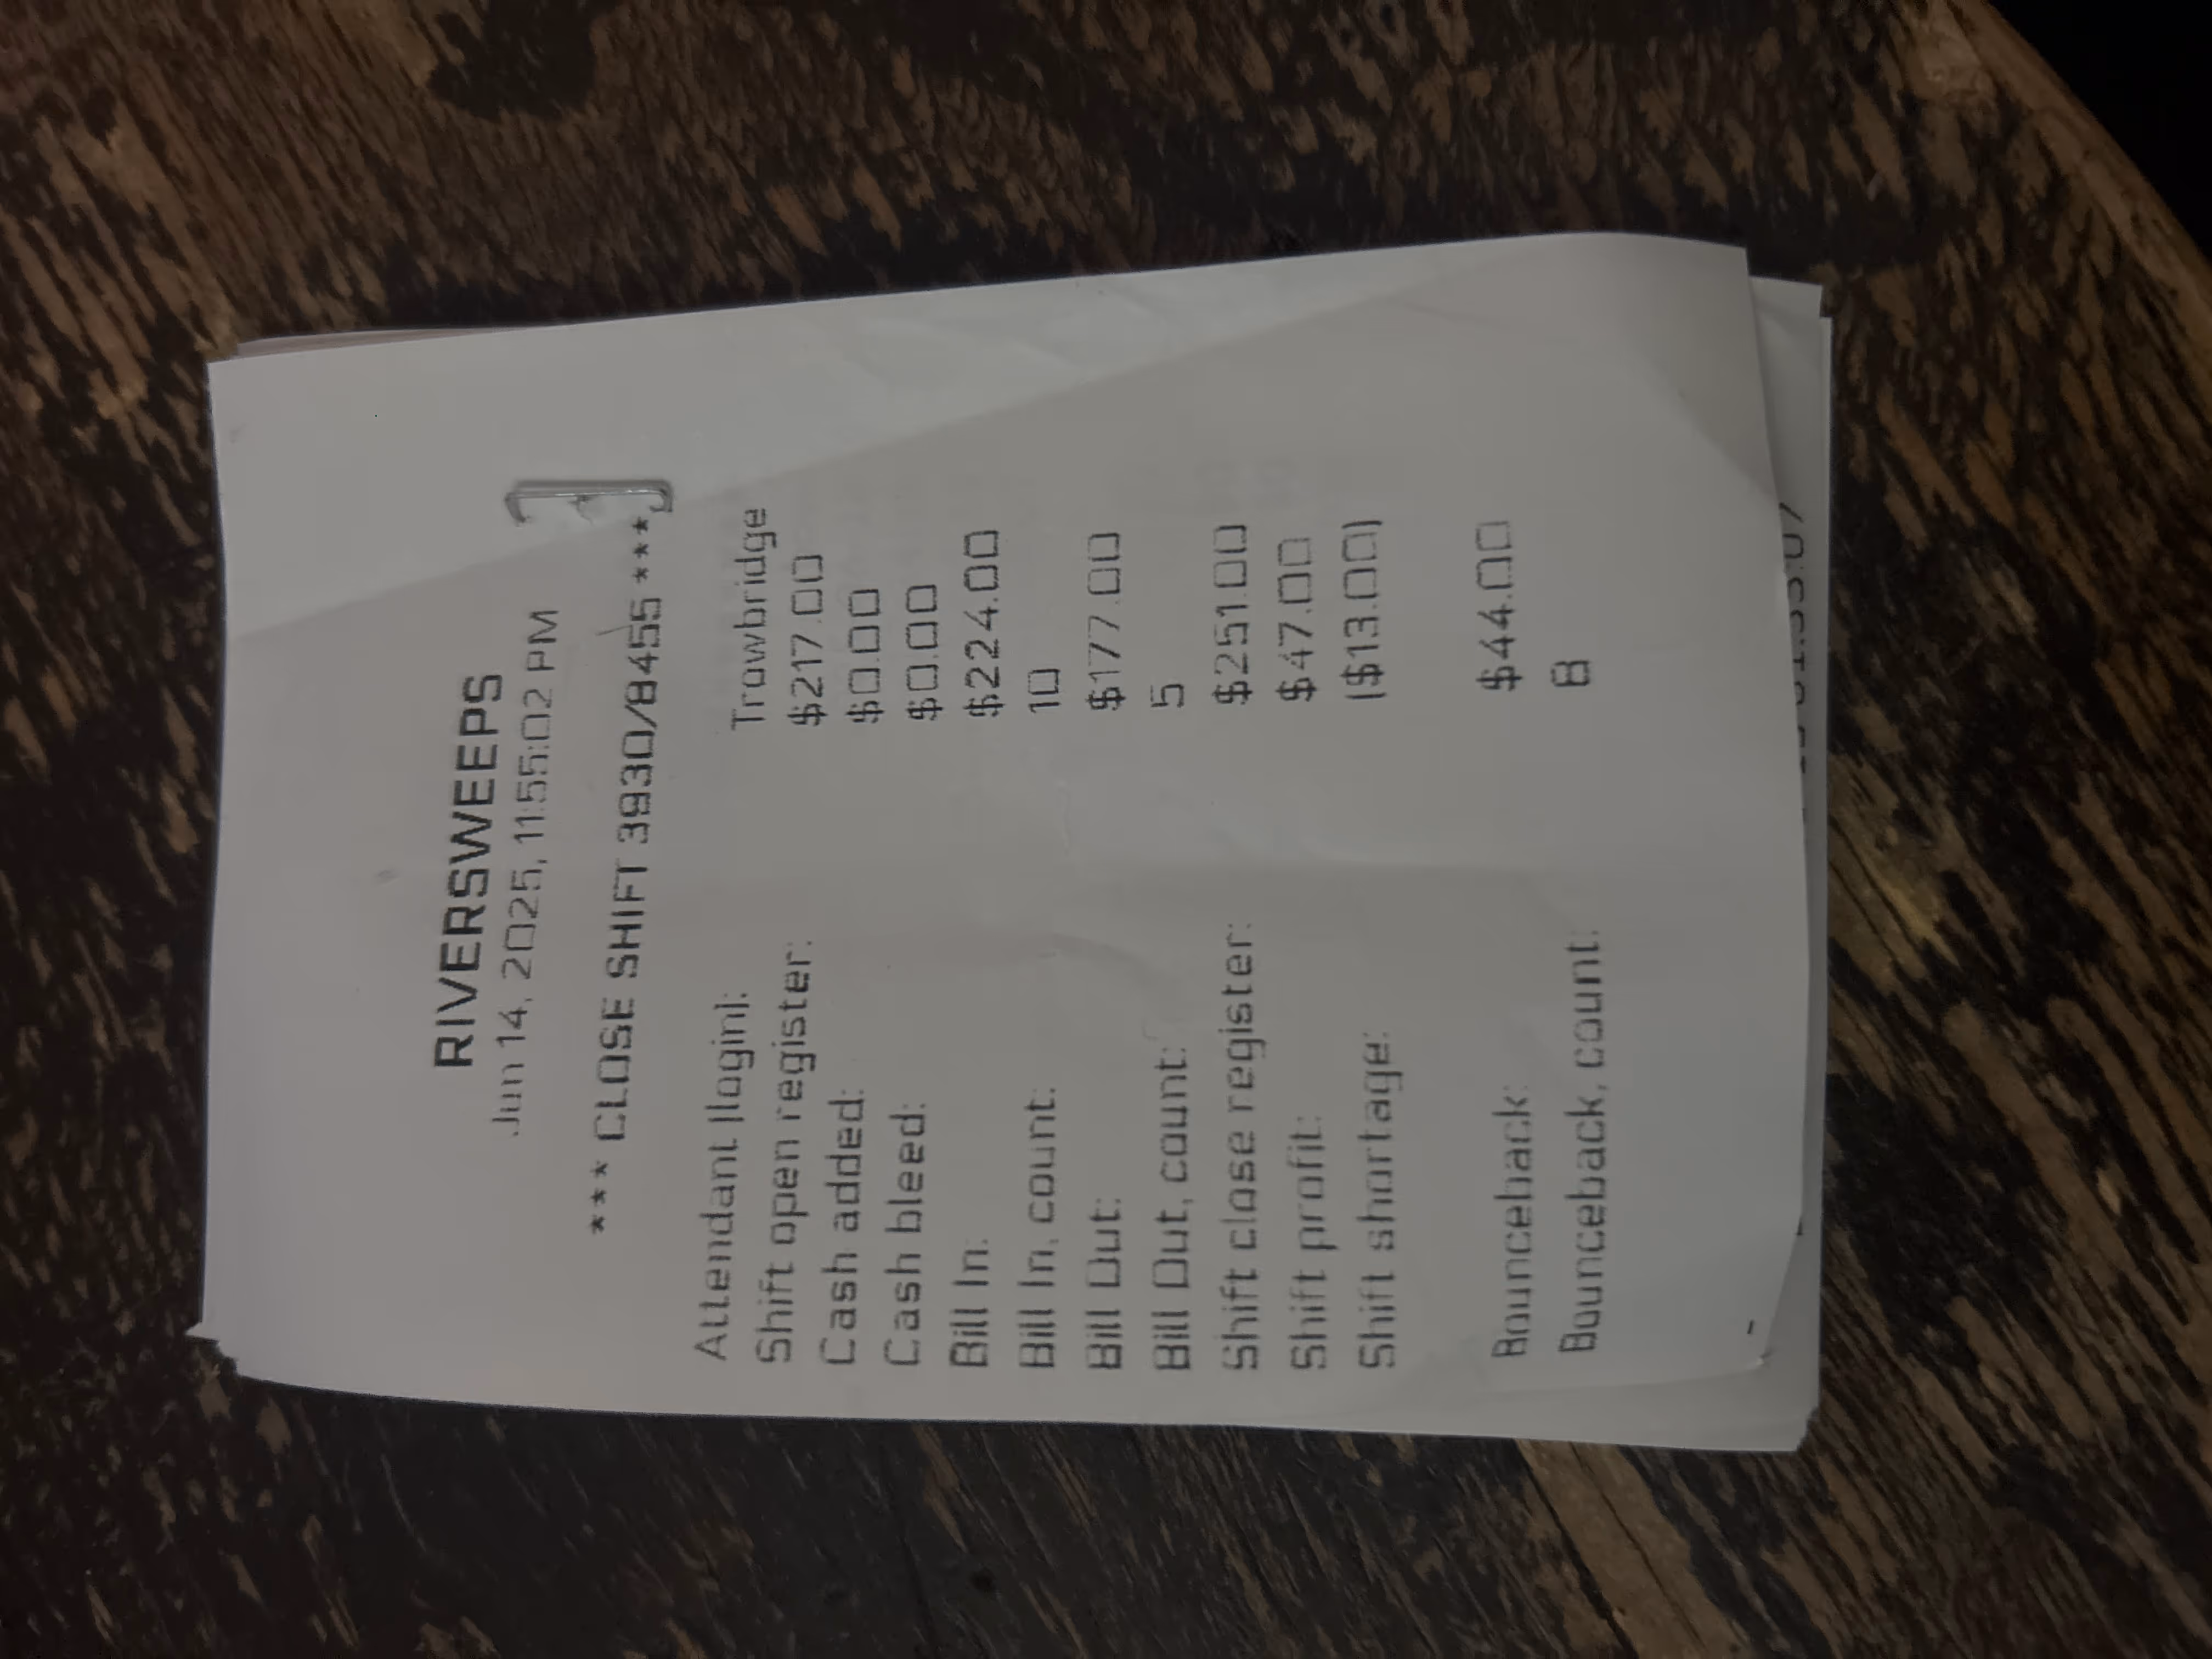 RIVERSWEEPS
Jun 14, 2025, 11:55:02 PM
*** CLOSE SHIFT 3930/8455 ***
Attendant (login): Trowbridge
Shift open register: $217.00
Cash added: $0.00
Cash bleed: $0.00
Bill In: $224.00
Bill In, count: 10
Bill Out: $177.00
Bill Out, count: 5
Shift close register: $251.00
Shift profit: $47.00
Shift shortage: ($13.00)
Bounceback: $44.00
Bounceback, count: 8